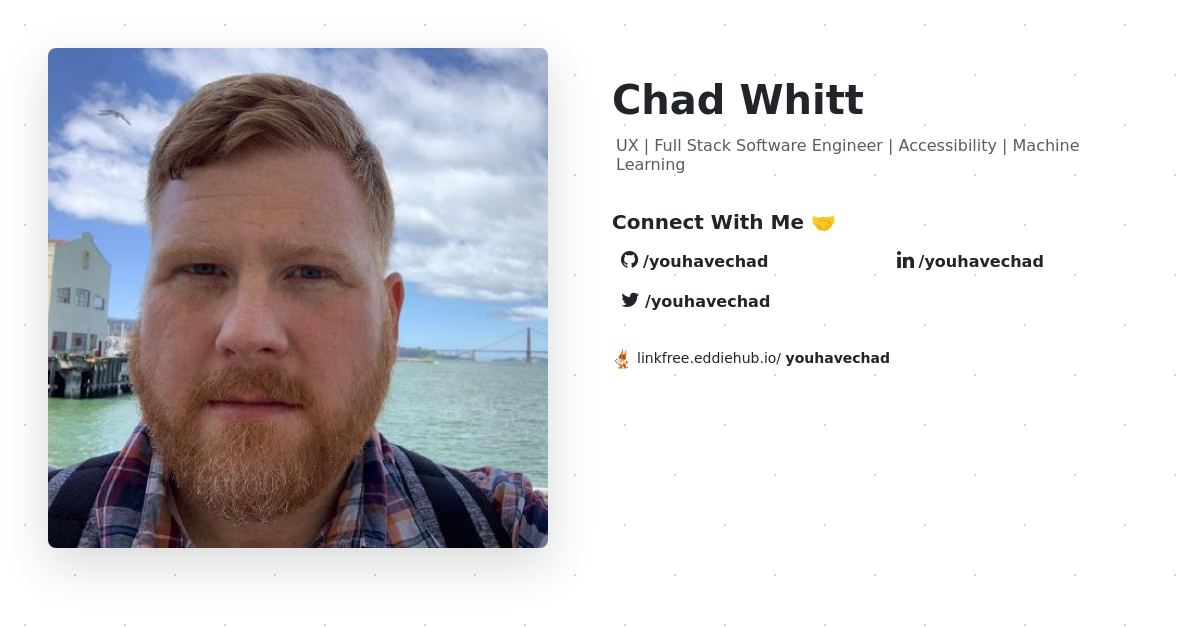 Chad Whitt
UX | Full Stack Software Engineer | Accessibility | Machine
Learning
Connect With Me 🤝
/youhavechad
/youhavechad
/youhavechad
linkfree.eddiehub.io/ youhavechad